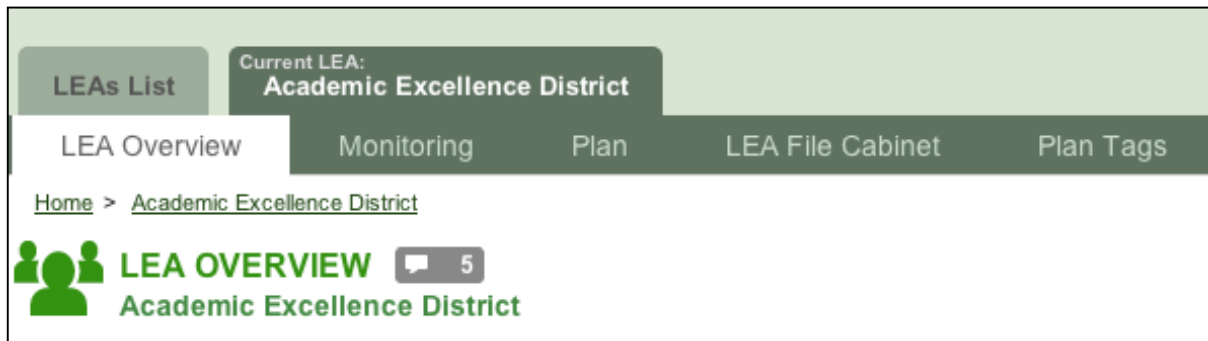 LEAs List
Current LEA:
Academic Excellence District
LEA Overview Monitoring Plan LEA File Cabinet Plan Tags
Home > Academic Excellence District
LEA OVERVIEW 5
Academic Excellence District